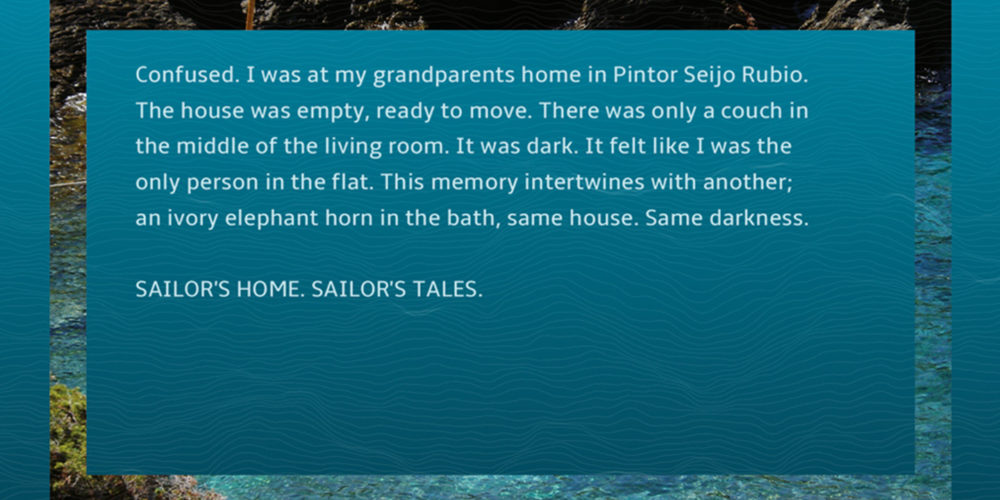 Confused. I was at my grandparents home in Pintor Seijo Rubio.
The house was empty, ready to move. There was only a couch in
the middle of the living room. It was dark. It felt like I was the
only person in the flat. This memory intertwines with another;
an ivory elephant horn in the bath, same house. Same darkness.
SAILOR'S HOME. SAILOR'S TALES.